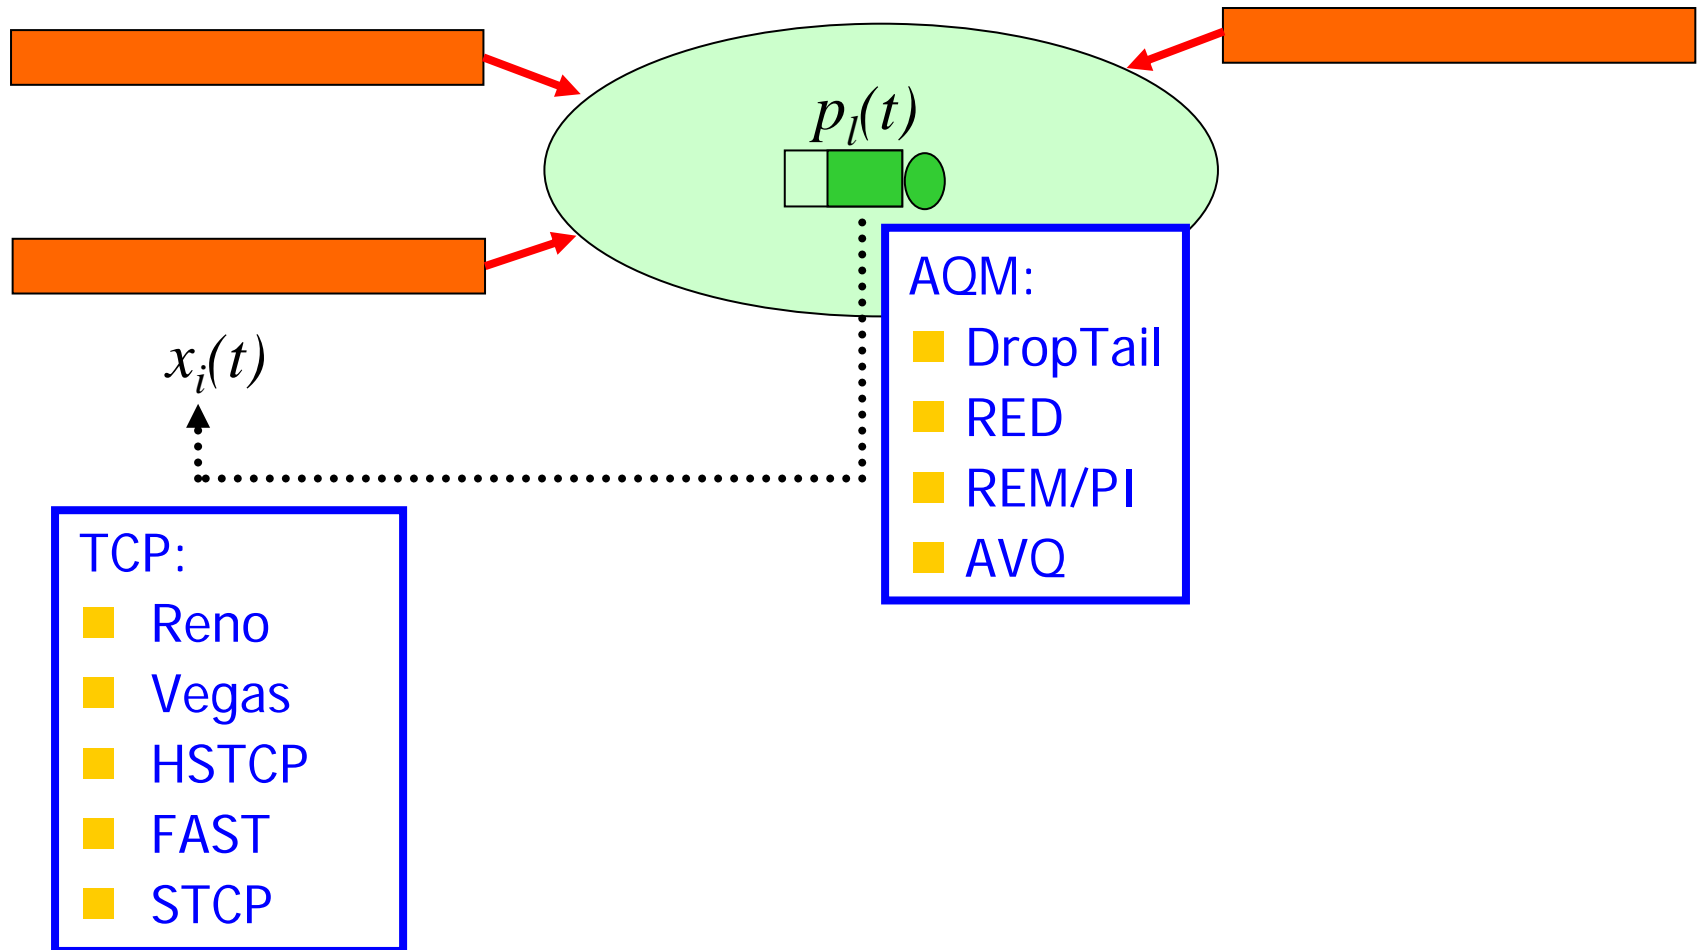 p_l(t)
x_i(t)
AQM:
DropTail
RED
REM/PI
AVQ
TCP:
Reno
Vegas
HSTCP
FAST
STCP